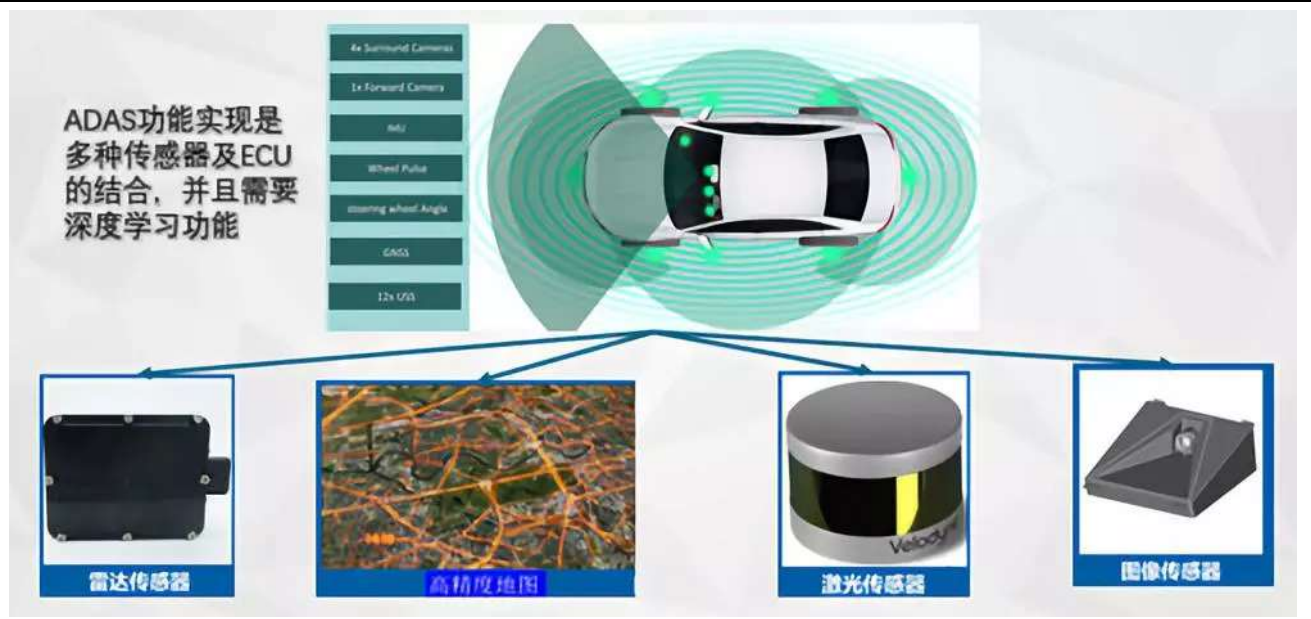 ADAS功能实现是
多种传感器及ECU
的结合，并且需要
深度学习功能
4x Surround Cameras
1x Forward Camera
IMU
Wheel Pulse
steering wheel Angle
GNSS
12x USS
雷达传感器
高精度地图
Velodyne
激光传感器
图像传感器